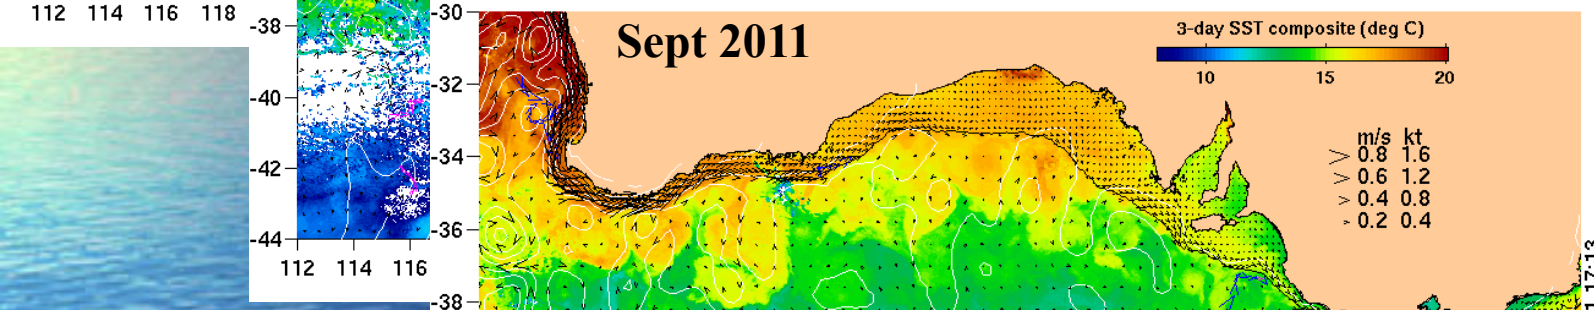 112 114 116 118
-38
-40
-42
-44
112 114 116
-30
-32
-34
-36
-38
Sept 2011
3-day SST composite (deg C)
10 15 20
m/s kt
> 0.8 1.6
> 0.6 1.2
> 0.4 0.8
> 0.2 0.4
17:13